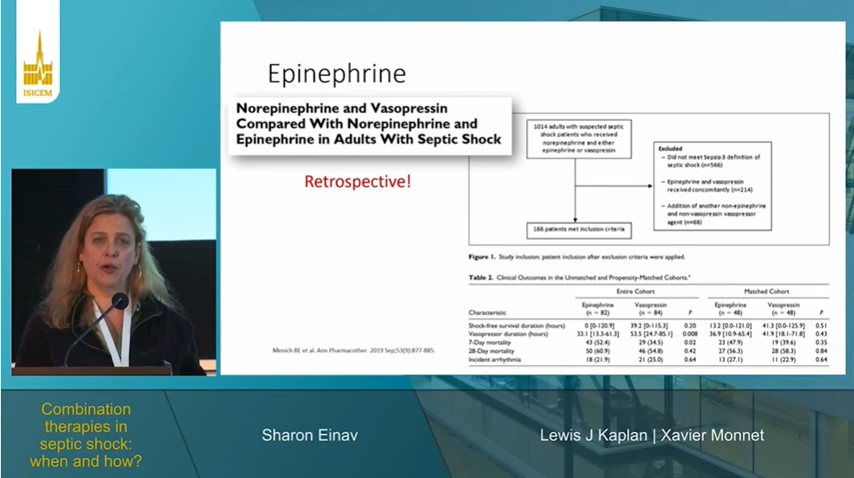 ISICEM
Epinephrine
Norepinephrine and Vasopressin
Compared With Norepinephrine and
Epinephrine in Adults With Septic Shock
Retrospective!
1014 adults with suspected septic
shock patients who received
norepinephrine and either
epinephrine or vasopressin
Excluded
- Did not meet Sepsis-3 definition of
septic shock (n=566)
- Epinephrine and vasopressin
received concomitantly (n=214)
- Addition of another non-epinephrine
and non-vasopressin vasopressor
agent (n=68)
166 patients met inclusion criteria
Figure 1. Study inclusion: patient inclusion after exclusion criteria were applied.
Table 2. Clinical Outcomes in the Unmatched and Propensity-Matched Cohorts.ª
Entire Cohort Matched Cohort
Characteristic Epinephrine (n = 82) Vasopressin (n = 84) P Epinephrine (n = 48) Vasopressin (n = 48) P
Shock-free survival duration (hours) 0 [0-120.9] 39.2 [0-115.3] 0.20 13.2 [0.0-121.0] 41.3 [0.0-125.9] 0.51
Vasopressor duration (hours) 33.1 [13.3-61.3] 53.5 [24.7-85.1] 0.008 36.9 [10.9-65.4] 41.9 [18.1-71.8] 0.43
7-Day mortality 43 (52.4) 29 (34.5) 0.02 23 (47.9) 19 (39.6) 0.35
28-Day mortality 50 (60.9) 46 (54.8) 0.42 27 (56.3) 28 (58.3) 0.84
Incident arrhythmia 18 (21.9) 21 (25.0) 0.64 13 (27.1) 11 (22.9) 0.64
Menich BE et al. Ann Pharmacother. 2019 Sep;53(9):877-885.
Combination
therapies in
septic shock:
when and how?
Sharon Einav
Lewis J Kaplan | Xavier Monnet